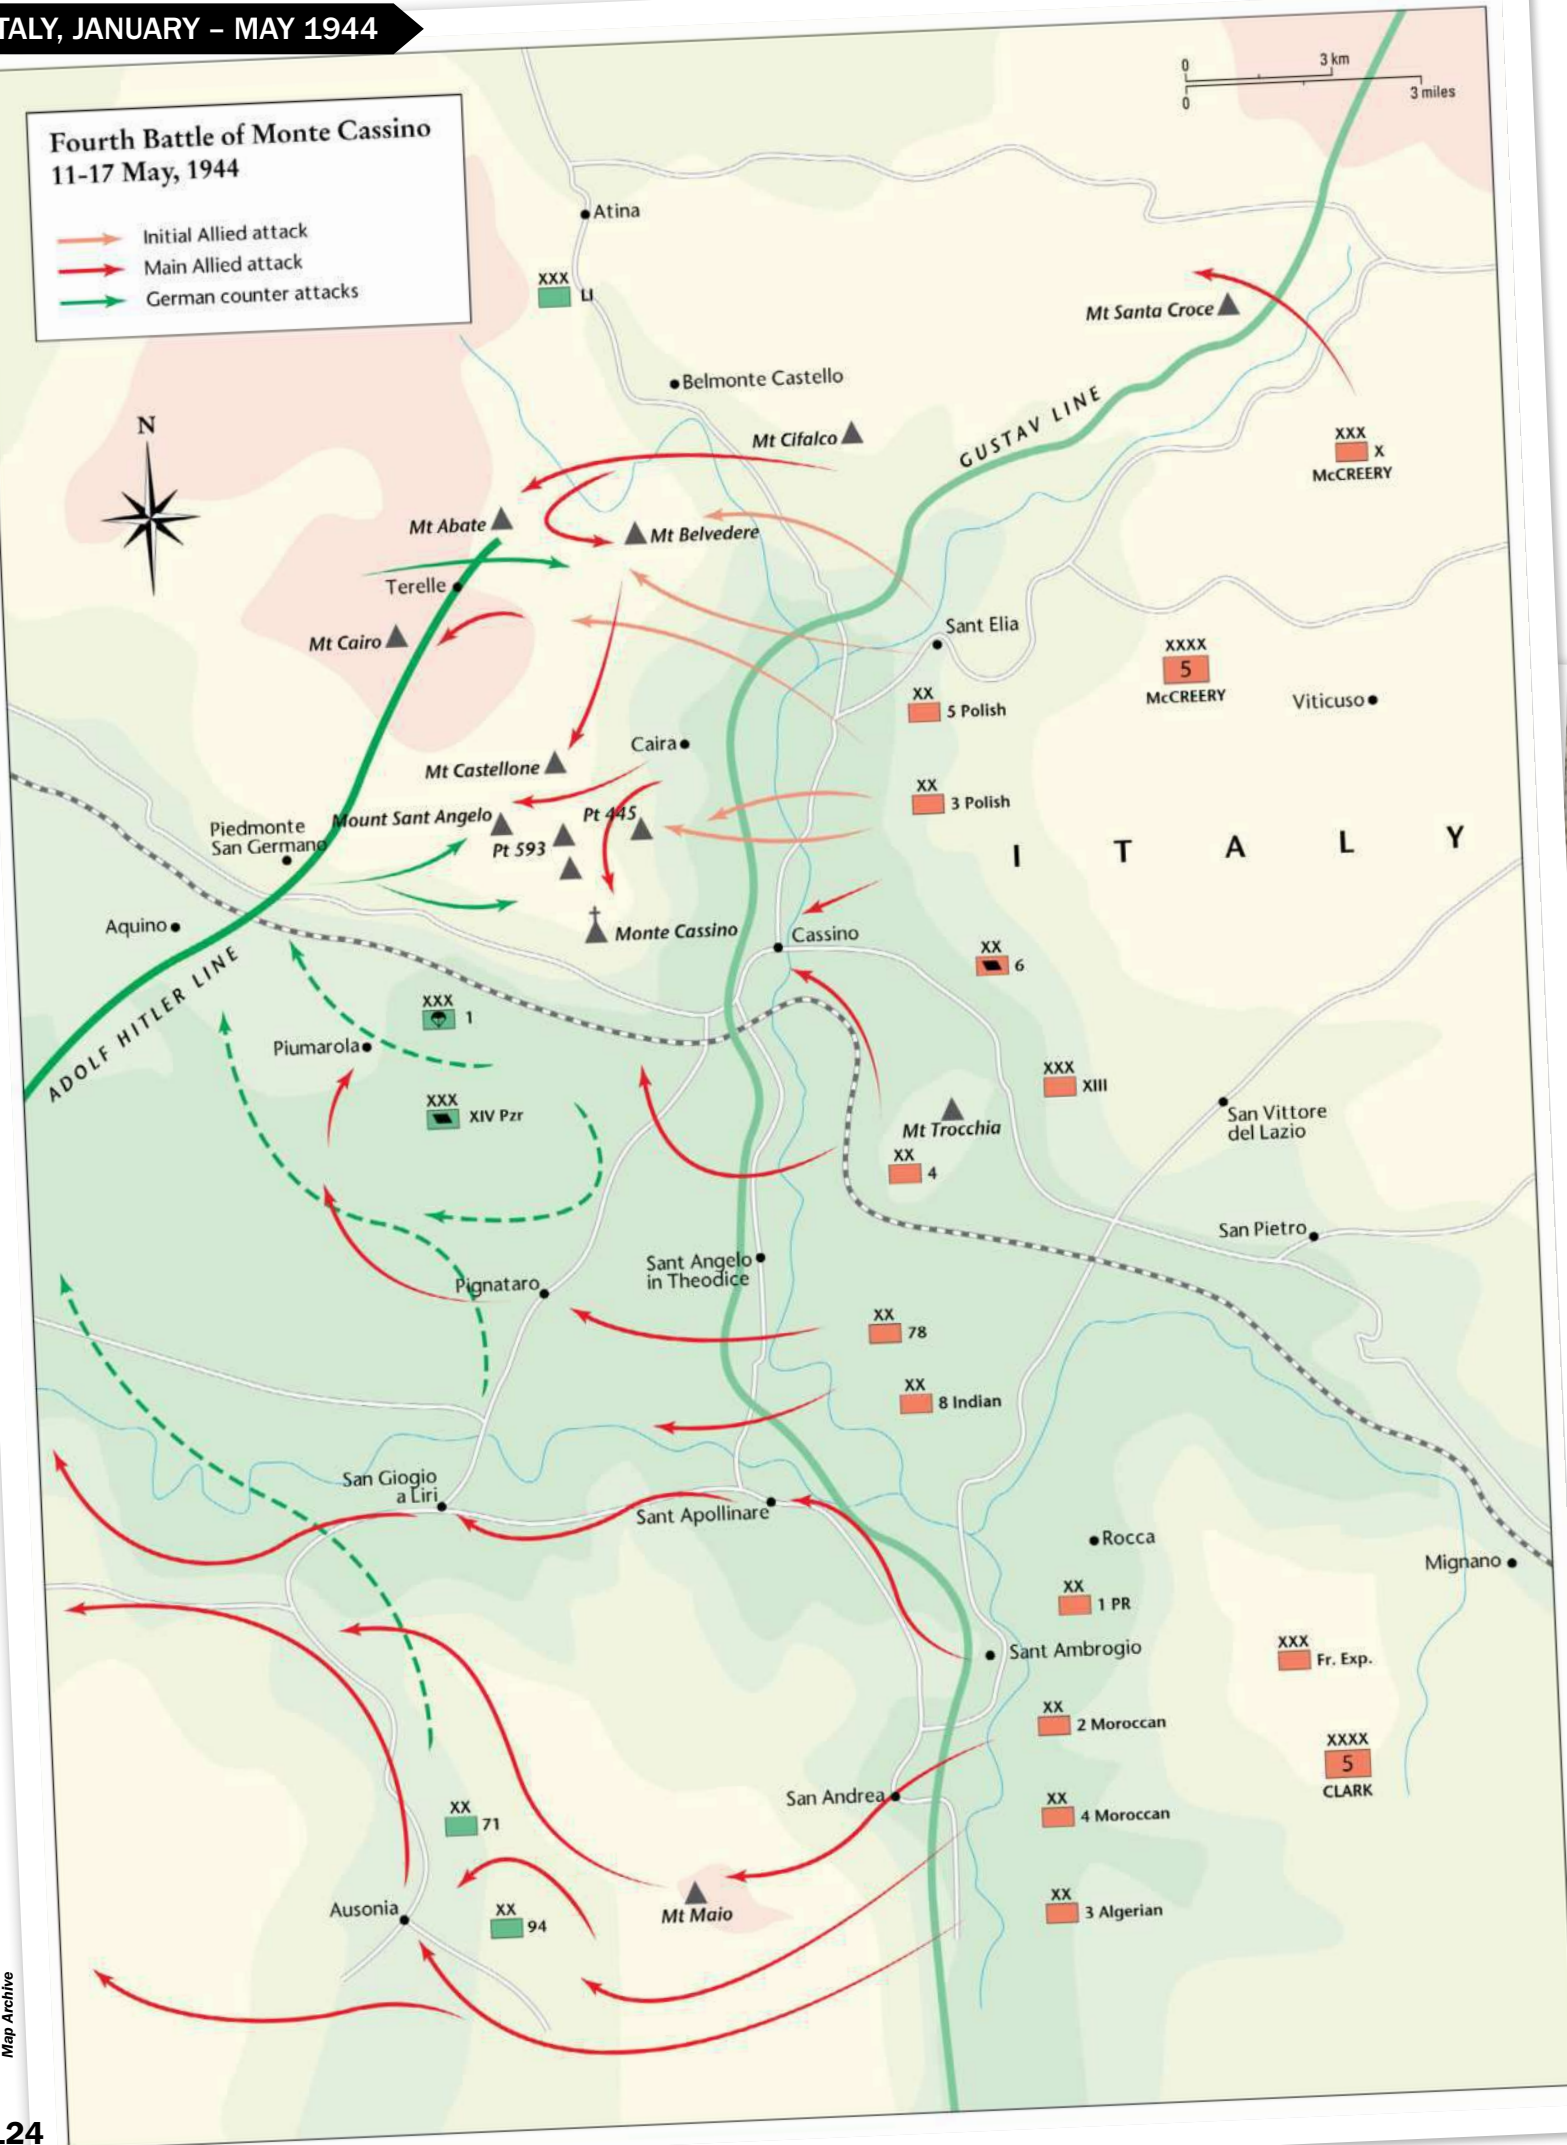 TALY, JANUARY – MAY 1944
0
3 km
0
3 miles
Fourth Battle of Monte Cassino
11-17 May, 1944
Initial Allied attack
Main Allied attack
German counter attacks
Atina
XXX
LI
Mt Santa Croce
Belmonte Castello
GUSTAV LINE
Mt Cifalco
XXX
X
McCREERY
N
Mt Abate
Mt Belvedere
Terelle
Mt Cairo
Sant Elia
XXXX
5
McCREERY
XX
5 Polish
Viticuso
Caira
Mt Castellone
XX
3 Polish
Mount Sant Angelo
Pt 445
Pt 593
Piedmonte
San Germano
I T A L Y
Aquino
Monte Cassino
Cassino
XX
6
ADOLF HITLER LINE
XXX
1
Piumarola
XXX
XIV Pzr
XXX
XIII
Mt Trocchia
XX
4
San Vittore
del Lazio
San Pietro
Sant Angelo
in Theodice
Pignataro
XX
78
XX
8 Indian
San Giogio
a Liri
Sant Apollinare
Rocca
Mignano
XX
1 PR
Sant Ambrogio
XXX
Fr. Exp.
XX
2 Moroccan
XXXX
5
CLARK
San Andrea
XX
4 Moroccan
XX
71
Mt Maio
XX
3 Algerian
Ausonia
XX
94
Map Archive
.24